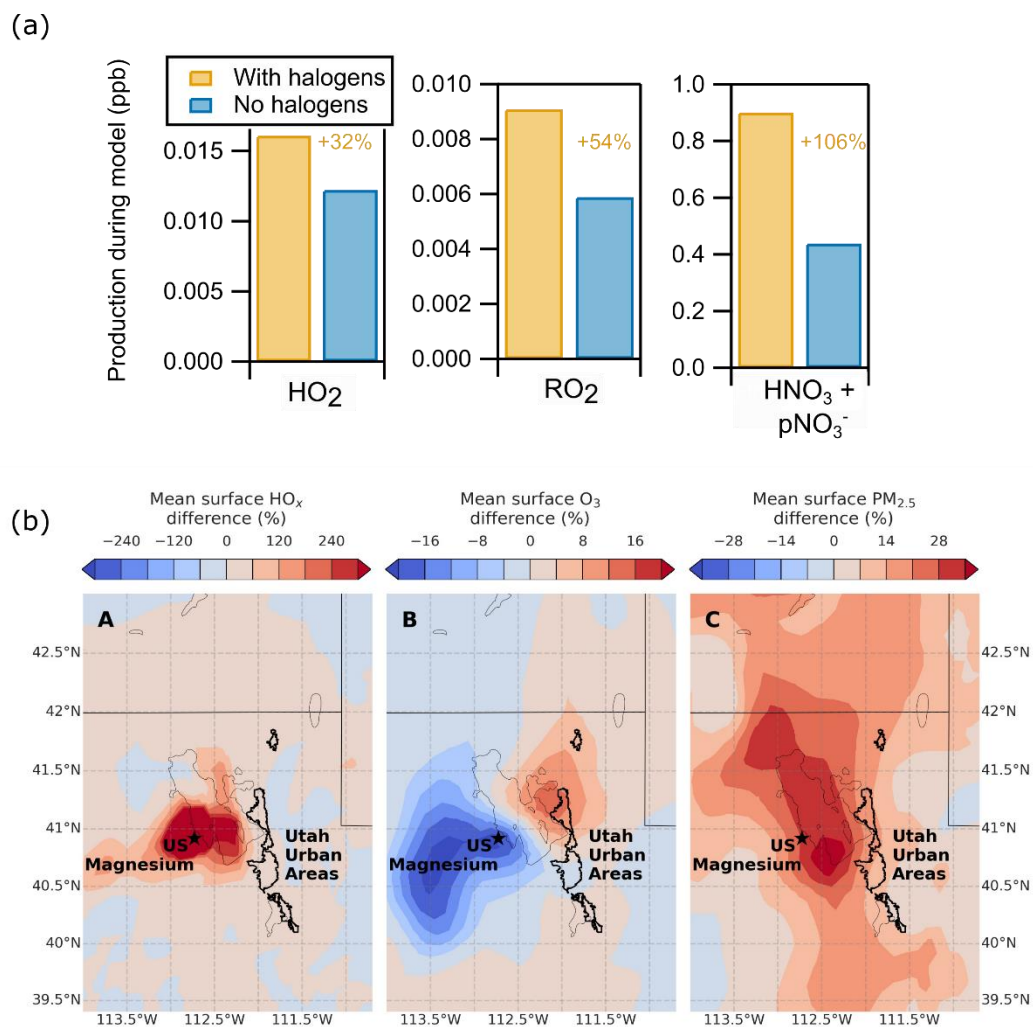 (a)
With halogens
No halogens
Production during model (ppb)
0.015
0.010
0.005
0.000
+32%
HO2
0.010
0.008
0.006
0.004
0.002
0.000
+54%
RO2
1.0
0.8
0.6
0.4
0.2
0.0
+106%
HNO3 +
pNO3-
(b)
Mean surface HOx
difference (%)
−240 −120 0 120 240
Mean surface O3
difference (%)
−16 −8 0 8 16
Mean surface PM2.5
difference (%)
−28 −14 0 14 28
A
42.5°N
42°N
41.5°N
41°N
40.5°N
40°N
39.5°N
US
Magnesium
Utah
Urban
Areas
113.5°W 112.5°W 111.5°W
B
US
Magnesium
Utah
Urban
Areas
113.5°W 112.5°W 111.5°W
C
US
Magnesium
Utah
Urban
Areas
42.5°N
42°N
41.5°N
41°N
40.5°N
40°N
39.5°N
113.5°W 112.5°W 111.5°W